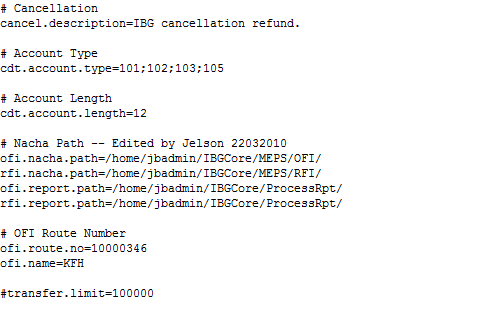 # Cancellation
cancel.description=IBG cancellation refund.
# Account Type
cdt.account.type=101;102;103;105
# Account Length
cdt.account.length=12
# Nacha Path -- Edited by Jelson 22032010
ofi.nacha.path=/home/jbadmin/IBGCore/MEPS/OFI/
rfi.nacha.path=/home/jbadmin/IBGCore/MEPS/RFI/
ofi.report.path=/home/jbadmin/IBGCore/ProcessRpt/
rfi.report.path=/home/jbadmin/IBGCore/ProcessRpt/
# OFI Route Number
ofi.route.no=10000346
ofi.name=KFH
#transfer.limit=100000